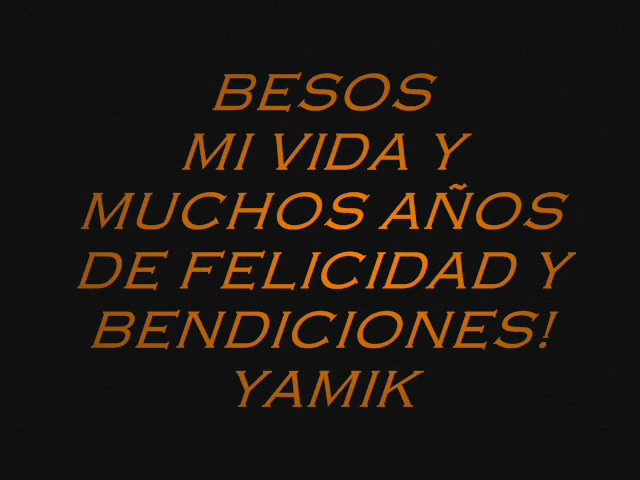 BESOS
MI VIDA Y
MUCHOS AÑOS
DE FELICIDAD Y
BENDICIONES!
YAMIK